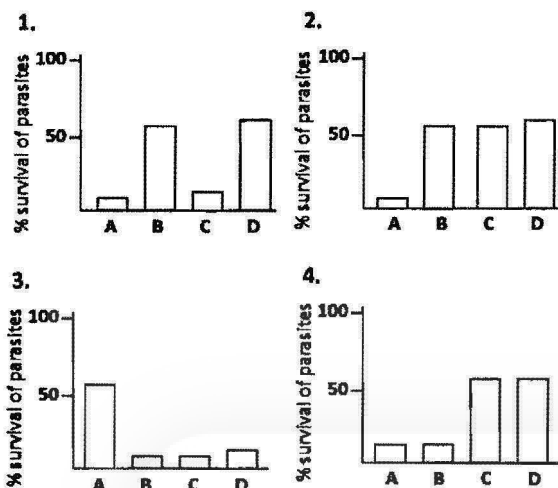 1.
% survival of parasites
100
50
A B C D
2.
% survival of parasites
100
50
A B C D
3.
% survival of parasites
100
50
A B C D
4.
% survival of parasites
100
50
A B C D